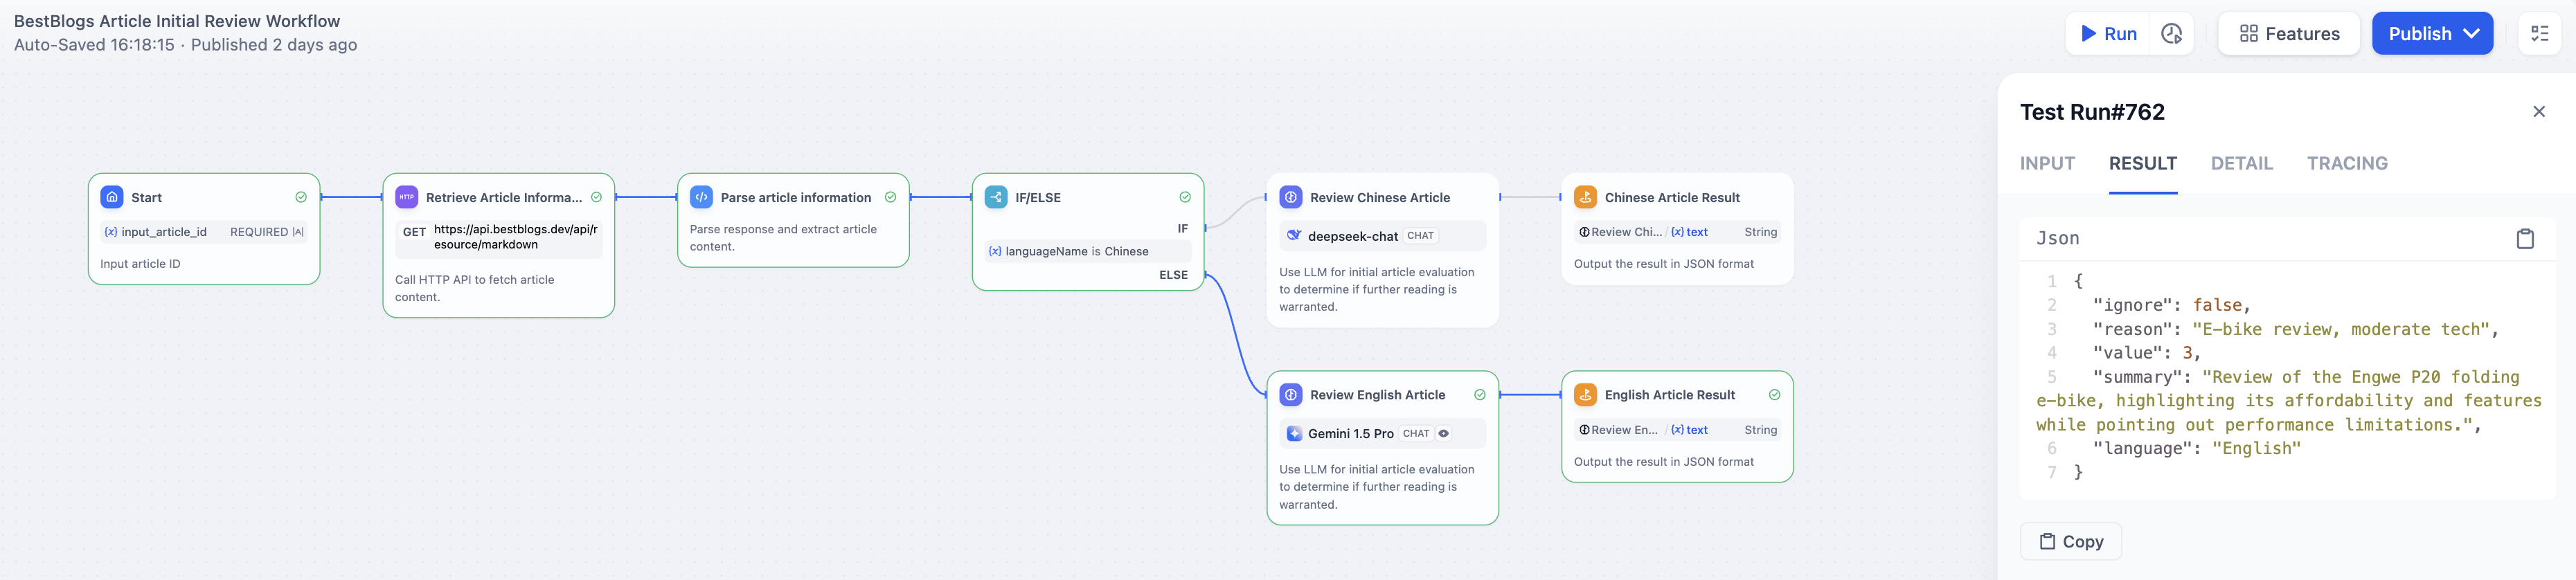 BestBlogs Article Initial Review Workflow
Auto-Saved 16:18:15 · Published 2 days ago
Run
Features
Publish
Start
{x} input_article_id REQUIRED
Input article ID
HTTP
Retrieve Article Informa...
GET https://api.bestblogs.dev/api/r
esource/markdown
Call HTTP API to fetch article
content.
Parse article information
Parse response and extract article
content.
IF/ELSE
IF
{x} languageName is Chinese
ELSE
Review Chinese Article
deepseek-chat CHAT
Use LLM for initial article evaluation
to determine if further reading is
warranted.
Chinese Article Result
Review Chi... / {x} text String
Output the result in JSON format
Review English Article
Gemini 1.5 Pro CHAT
Use LLM for initial article evaluation
to determine if further reading is
warranted.
English Article Result
Review En... / {x} text String
Output the result in JSON format
Test Run#762
INPUT RESULT DETAIL TRACING
Json
1 {
2 "ignore": false,
3 "reason": "E-bike review, moderate tech",
4 "value": 3,
5 "summary": "Review of the Engwe P20 folding
e-bike, highlighting its affordability and features
while pointing out performance limitations.",
6 "language": "English"
7 }
Copy